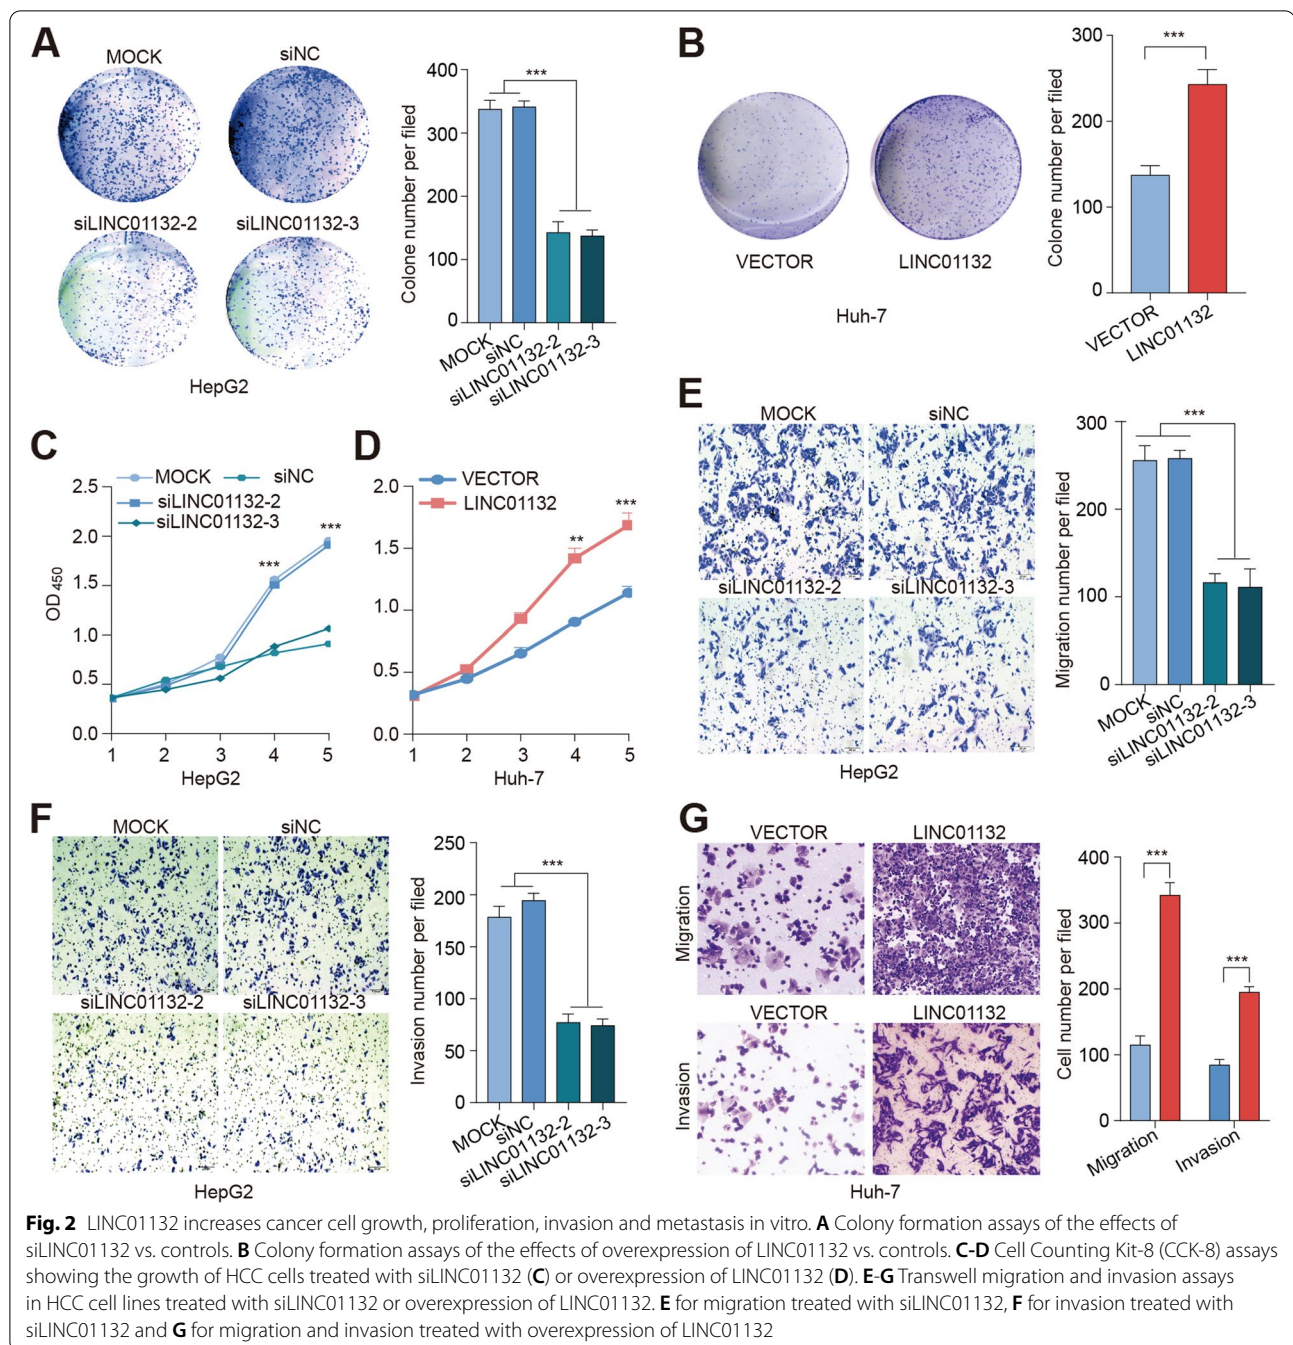 A
MOCK
siNC
siLINC01132-2
siLINC01132-3
HepG2
Colone number per filed
400
300
200
100
0
***
MOCK
siNC
siLINC01132-2
siLINC01132-3
B
VECTOR
LINC01132
Huh-7
Colone number per filed
300
200
100
0
***
VECTOR
LINC01132
C
MOCK
siNC
siLINC01132-2
siLINC01132-3
OD 450
2.5
2.0
1.5
1.0
0.5
0.0
***
***
1 2 3 4 5
HepG2
D
VECTOR
LINC01132
2.0
1.5
1.0
0.5
0.0
**
***
1 2 3 4 5
Huh-7
E
MOCK
siNC
siLINC01132-2
siLINC01132-3
HepG2
Migration number per filed
300
200
100
0
***
MOCK
siNC
siLINC01132-2
siLINC01132-3
F
MOCK
siNC
siLINC01132-2
siLINC01132-3
HepG2
Invasion number per filed
250
200
150
100
50
0
***
MOCK
siNC
siLINC01132-2
siLINC01132-3
G
VECTOR
LINC01132
Migration
VECTOR
LINC01132
Invasion
Huh-7
Cell number per filed
400
300
200
100
0
***
***
Migration
Invasion
Fig. 2 LINC01132 increases cancer cell growth, proliferation, invasion and metastasis in vitro. A Colony formation assays of the effects of
siLINC01132 vs. controls. B Colony formation assays of the effects of overexpression of LINC01132 vs. controls. C-D Cell Counting Kit-8 (CCK-8) assays
showing the growth of HCC cells treated with siLINC01132 (C) or overexpression of LINC01132 (D). E-G Transwell migration and invasion assays
in HCC cell lines treated with siLINC01132 or overexpression of LINC01132. E for migration treated with siLINC01132, F for invasion treated with
siLINC01132 and G for migration and invasion treated with overexpression of LINC01132